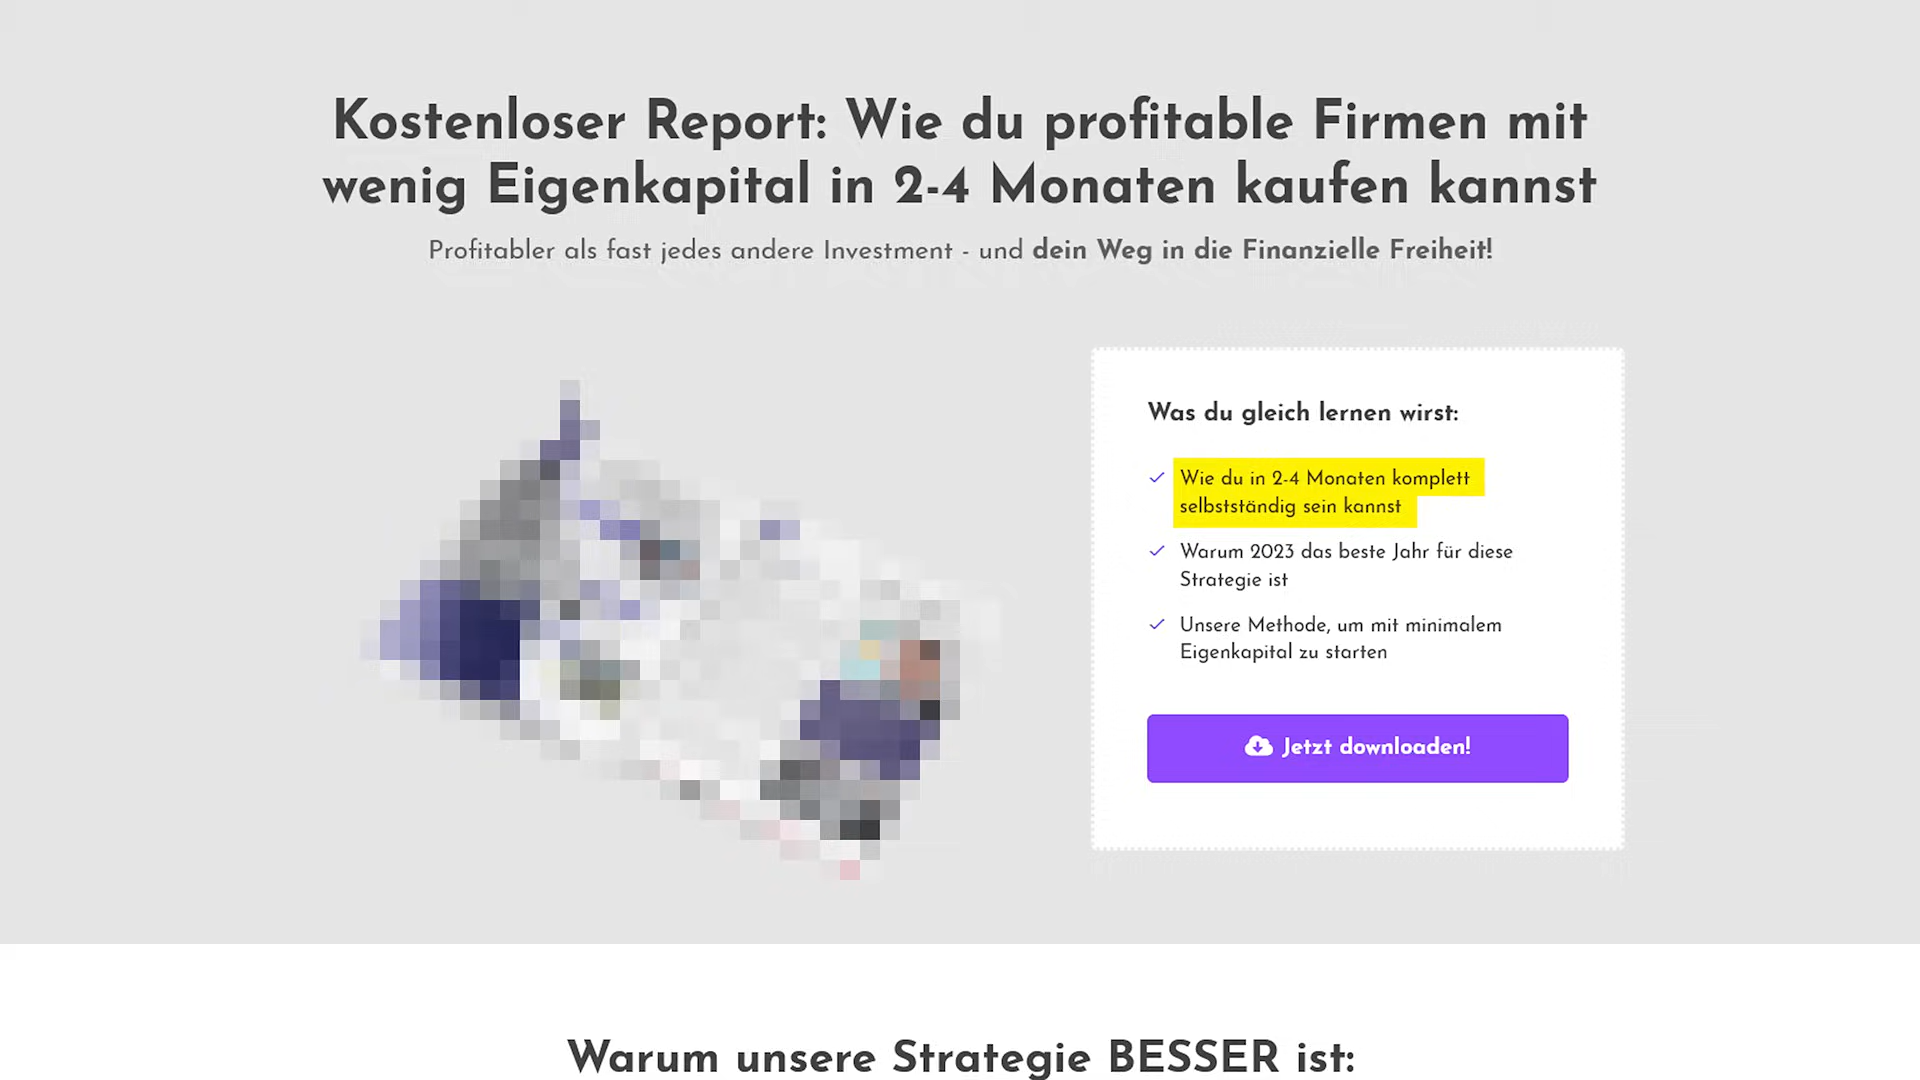 Kostenloser Report: Wie du profitable Firmen mit
wenig Eigenkapital in 2-4 Monaten kaufen kannst
Profitabler als fast jedes andere Investment - und dein Weg in die Finanzielle Freiheit!
Was du gleich lernen wirst:
Wie du in 2-4 Monaten komplett
selbstständig sein kannst
Warum 2023 das beste Jahr für diese
Strategie ist
Unsere Methode, um mit minimalem
Eigenkapital zu starten
Jetzt downloaden!
Warum unsere Strategie BESSER ist: